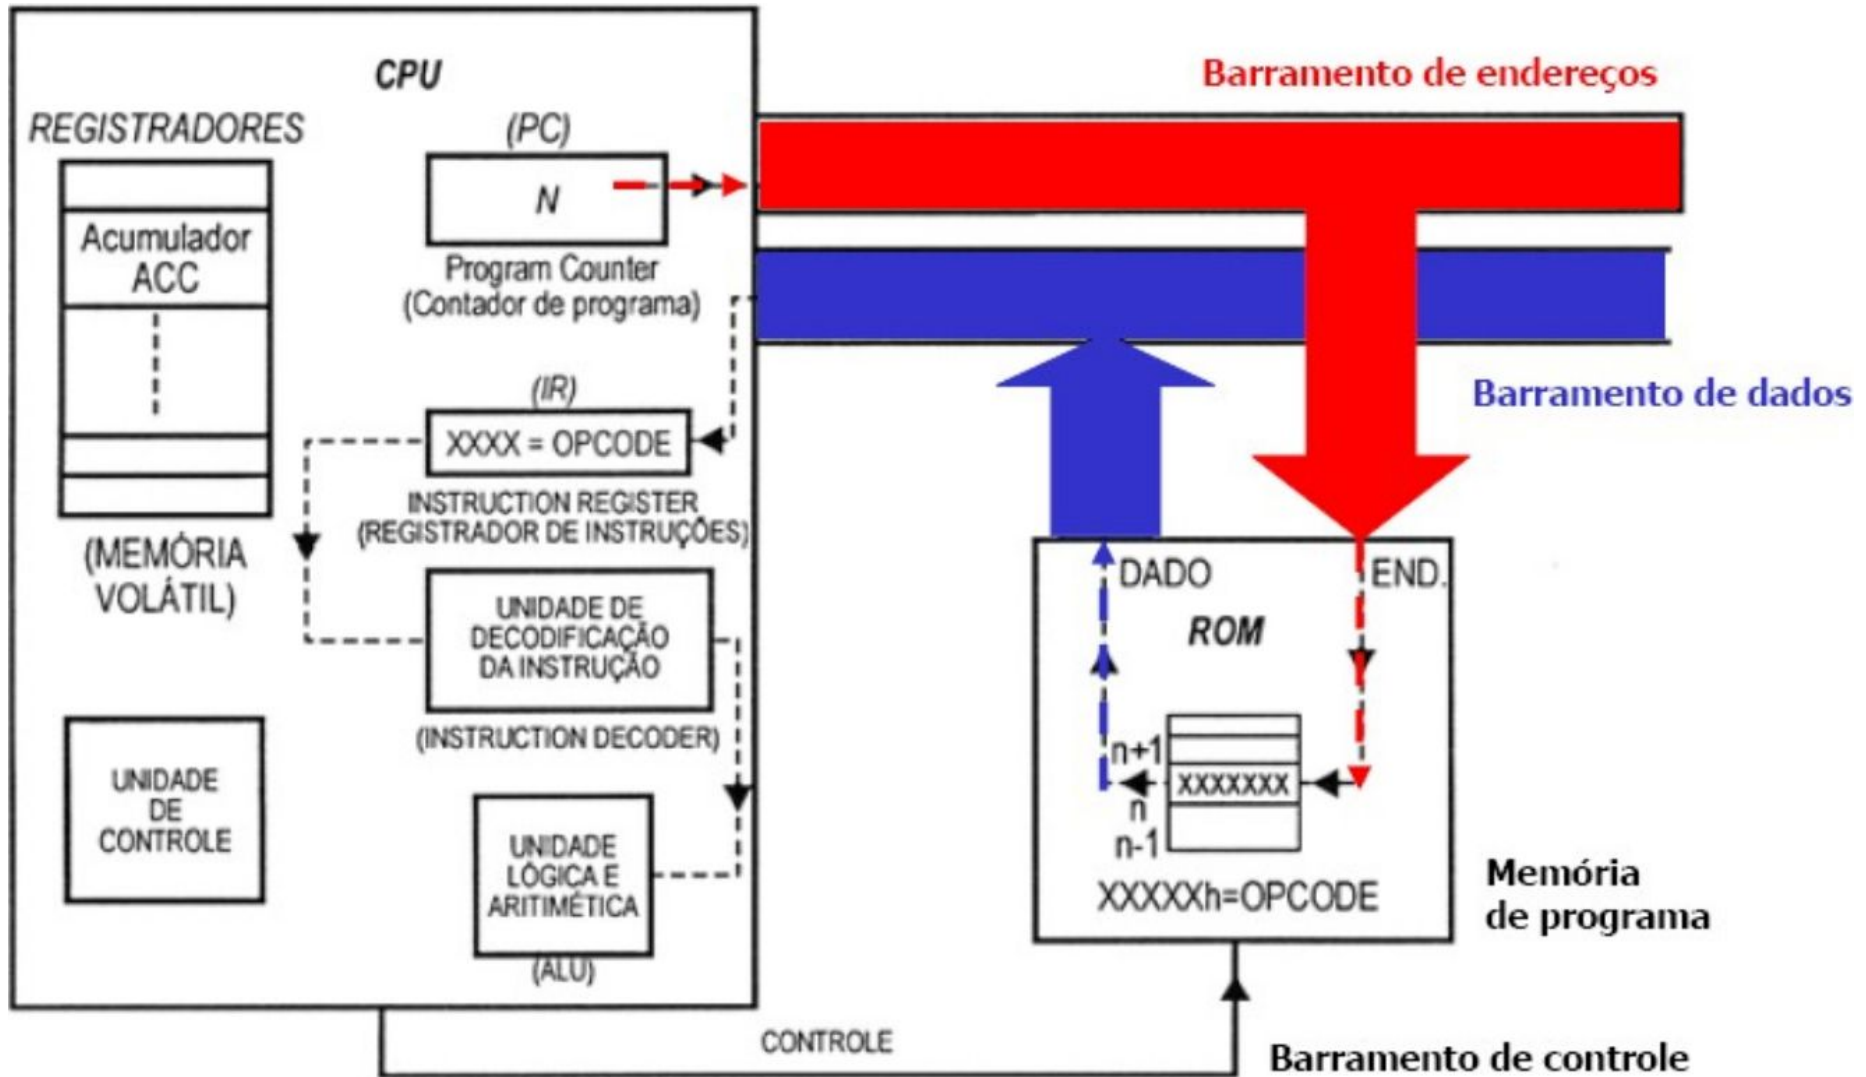 CPU
REGISTRADORES
Acumulador
ACC
(MEMÓRIA
VOLÁTIL)
UNIDADE
DE
CONTROLE
(PC)
N
Program Counter
(Contador de programa)
(IR)
XXXX = OPCODE
INSTRUCTION REGISTER
(REGISTRADOR DE INSTRUÇÕES)
UNIDADE DE
DECODIFICAÇÃO
DA INSTRUÇÃO
(INSTRUCTION DECODER)
UNIDADE
LÓGICA E
ARITIMÉTICA
(ALU)
Barramento de endereços
Barramento de dados
DADO
END.
ROM
n+1
XXXXXXX
n
n-1
XXXXXh=OPCODE
Memória
de programa
CONTROLE
Barramento de controle